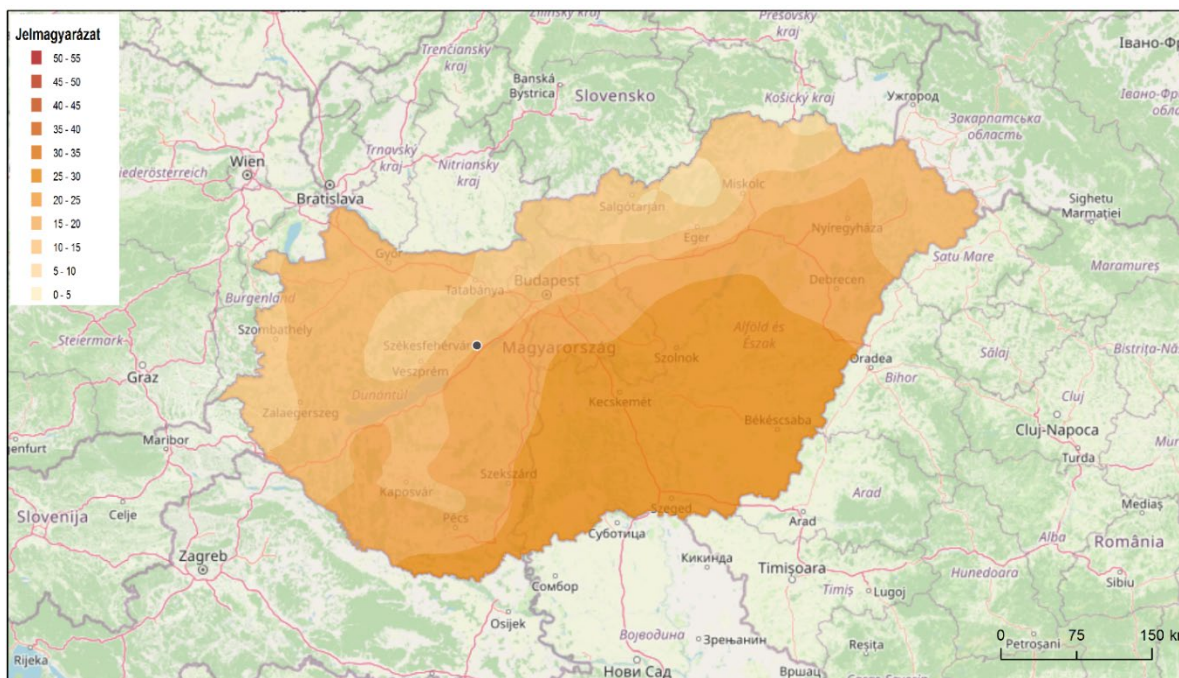 Jelmagyarázat
50 - 55
45 - 50
40 - 45
35 - 40
30 - 35
25 - 30
20 - 25
15 - 20
10 - 15
5 - 10
0 - 5
Trenčiansky
kraj
Žilinský kraj
Prešovský
kraj
Banská
Bystrica
Slovensko
Košický kraj
Ужгород
Закарпатська
область
Wien
Trnavský
kraj
Nitriansky
kraj
Bratislava
Salgótarján
Miskolc
Eger
Nyíregyháza
Sighetu
Marmației
Satu Mare
Maramureș
Győr
Tatabánya
Budapest
Debrecen
Burgenland
Szombathely
Steiermark
Székesfehérvár
Magyarország
Alföld és
Észak
Szolnok
Veszprém
Oradea
Sălaj
Graz
Bihor
Dunántúl
Zalaegerszeg
Kecskemét
Békéscsaba
Cluj
Cluj-Napoca
Maribor
Turda
Kaposvár
Szekszárd
Pécs
Szeged
Arad
Arad
Mediaș
Slovenija
Celje
Суботица
Кикинда
Alba
România
Zagreb
Сомбор
Timișoara
Timiș
Lugoj
Hunedoara
Sibiu
Osijek
Војводина
Зрењанин
Reșița
Petroșani
0 75 150 km
Rijeka
Нови Сад
Вршац